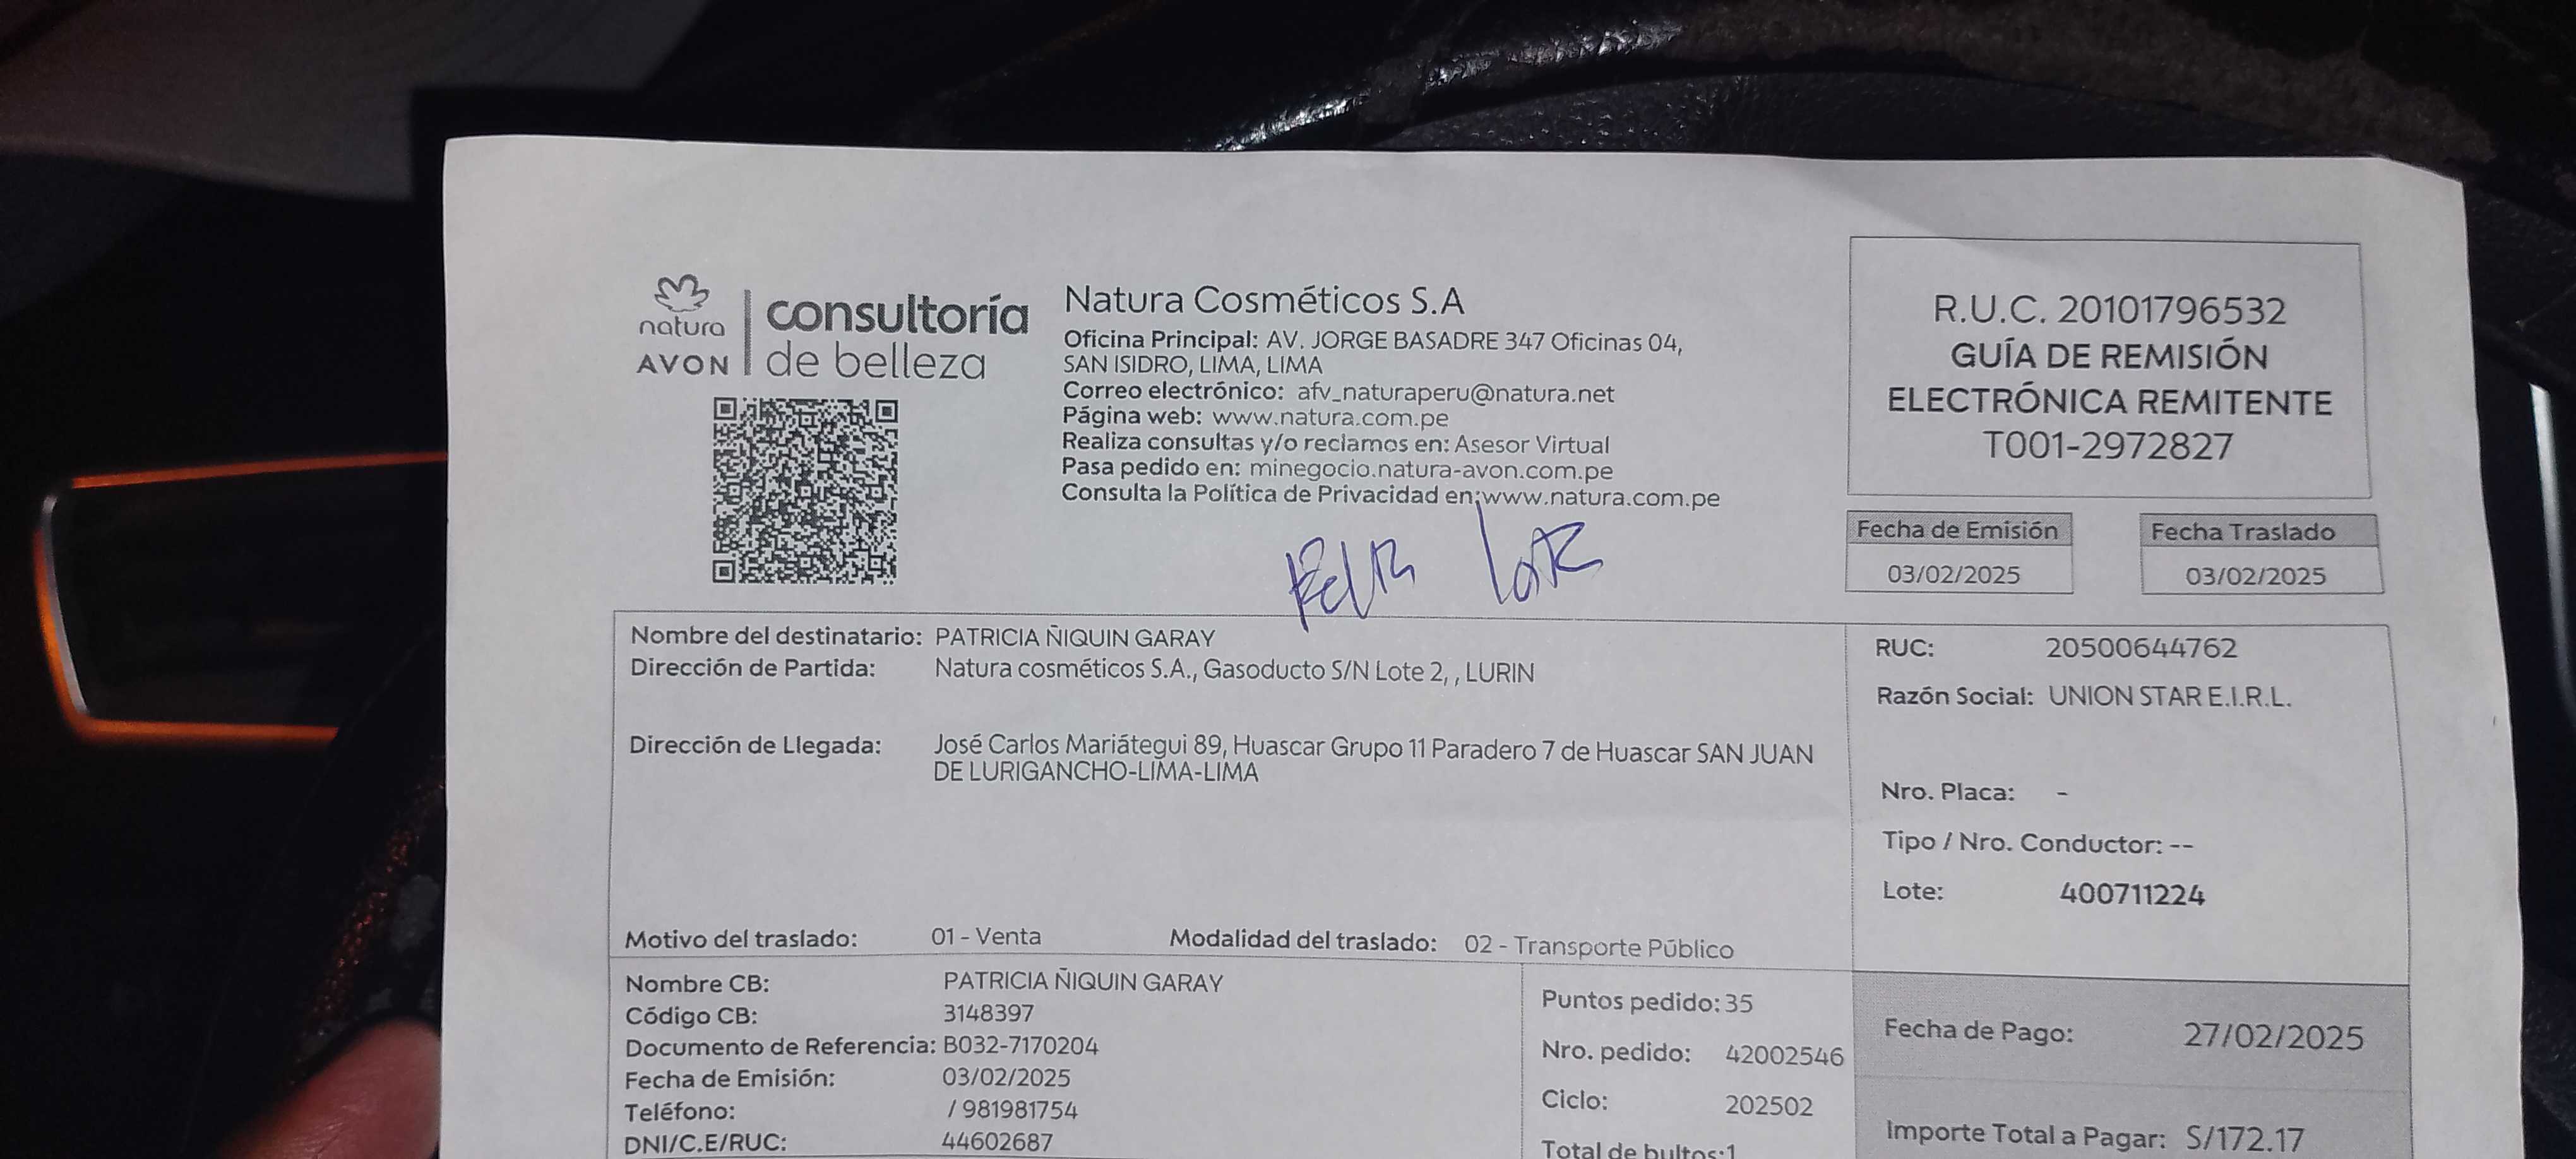 natura
AVON
consultoría
de belleza
Natura Cosméticos S.A
Oficina Principal: AV. JORGE BASADRE 347 Oficinas 04,
SAN ISIDRO, LIMA, LIMA
Correo electrónico: afv_naturaperu@natura.net
Página web: www.natura.com.pe
Realiza consultas y/o reclamos en: Asesor Virtual
Pasa pedido en: minegocio.natura-avon.com.pe
Consulta la Política de Privacidad en:www.natura.com.pe
R.U.C. 20101796532
GUÍA DE REMISIÓN
ELECTRÓNICA REMITENTE
T001-2972827
Fecha de Emisión
03/02/2025
Fecha Traslado
03/02/2025
Nombre del destinatario: PATRICIA ÑIQUIN GARAY
Dirección de Partida: Natura cosméticos S.A., Gasoducto S/N Lote 2, , LURIN
Dirección de Llegada: José Carlos Mariátegui 89, Huascar Grupo 11 Paradero 7 de Huascar SAN JUAN
DE LURIGANCHO-LIMA-LIMA
Motivo del traslado: 01 - Venta Modalidad del traslado: 02 - Transporte Público
RUC: 20500644762
Razón Social: UNION STAR E.I.R.L.
Nro. Placa: -
Tipo / Nro. Conductor: --
Lote: 400711224
Nombre CB: PATRICIA ÑIQUIN GARAY
Código CB: 3148397
Documento de Referencia: B032-7170204
Fecha de Emisión: 03/02/2025
Teléfono: / 981981754
DNI/C.E/RUC: 44602687
Puntos pedido: 35
Nro. pedido: 42002546
Ciclo: 202502
Total de bultos:1
Fecha de Pago: 27/02/2025
Importe Total a Pagar: S/172.17